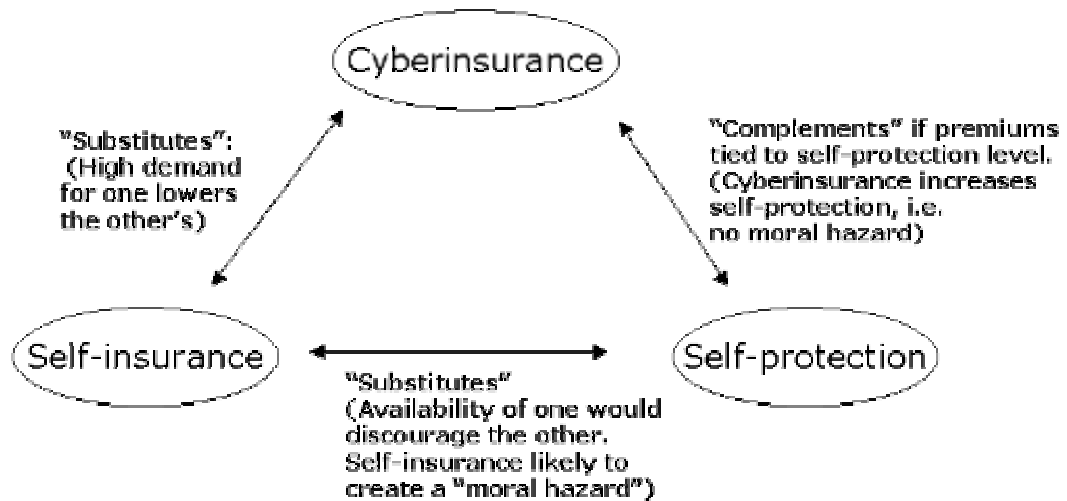 Cyberinsurance
"Substitutes":
(High demand
for one lowers
the other's)
"Complements" if premiums
tied to self-protection level.
(Cyberinsurance increases
self-protection, i.e.
no moral hazard)
Self-insurance
Self-protection
"Substitutes"
(Availability of one would
discourage the other.
Self-insurance likely to
create a "moral hazard")